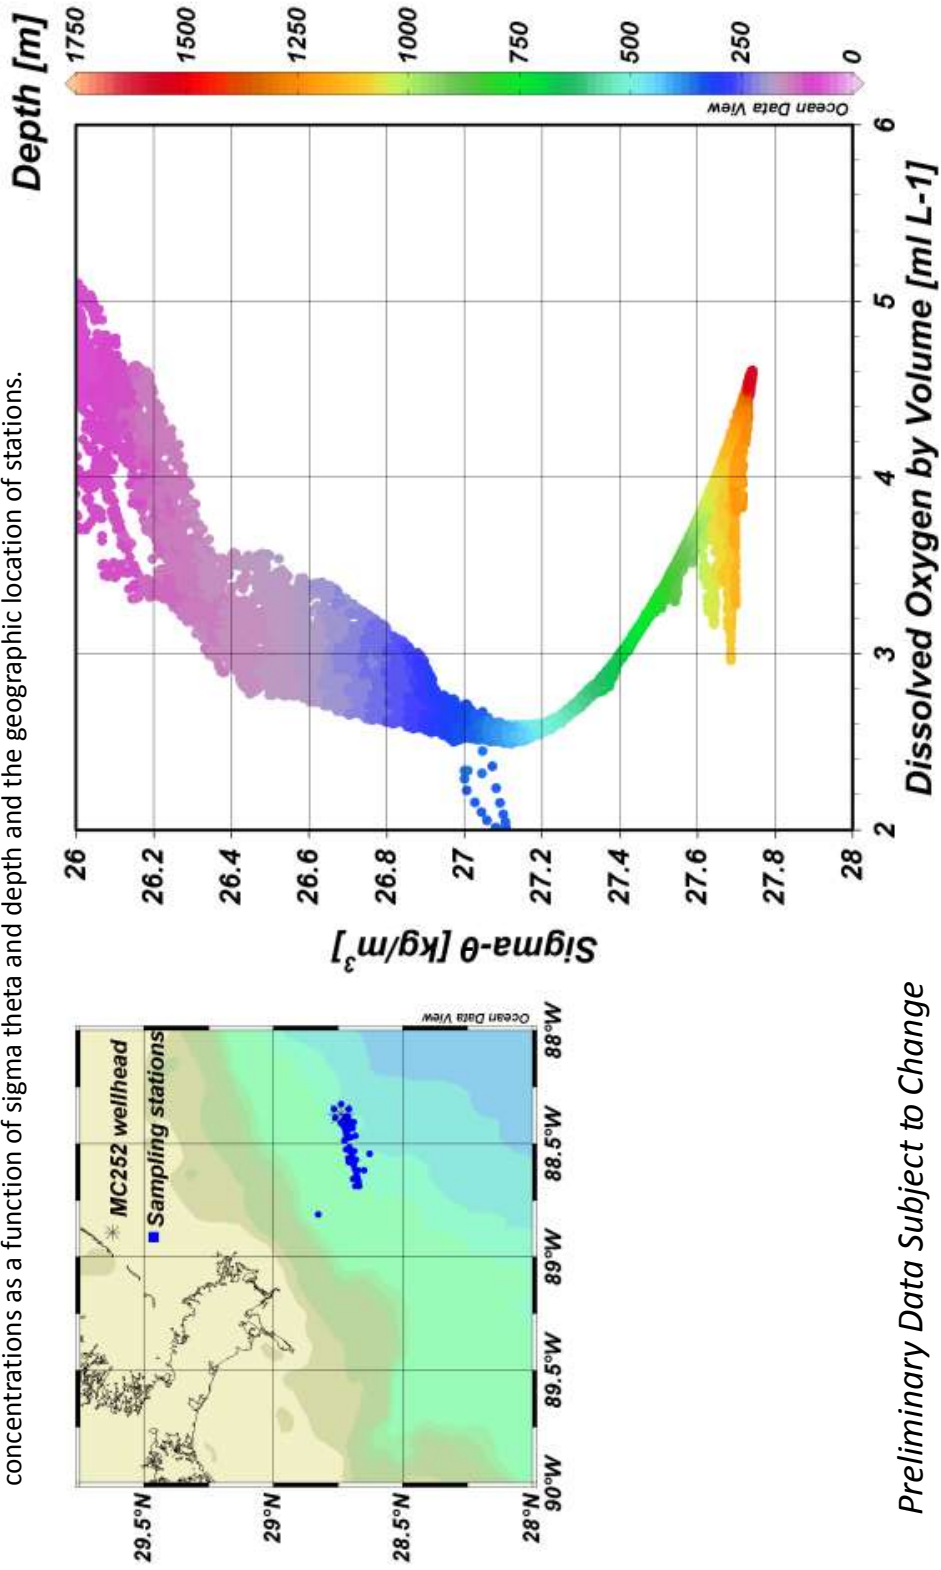 concentrations as a function of sigma theta and depth and the geographic location of stations.
MC252 wellhead
Sampling stations
29.5°N
29°N
28.5°N
28°N
90°W
89.5°W
89°W
88.5°W
88°W
Ocean Data View
Sigma-θ [kg/m³]
26
26.2
26.4
26.6
26.8
27
27.2
27.4
27.6
27.8
28
2
3
4
5
6
Dissolved Oxygen by Volume [ml L-1]
Ocean Data View
Depth [m]
1750
1500
1250
1000
750
500
250
0
Preliminary Data Subject to Change